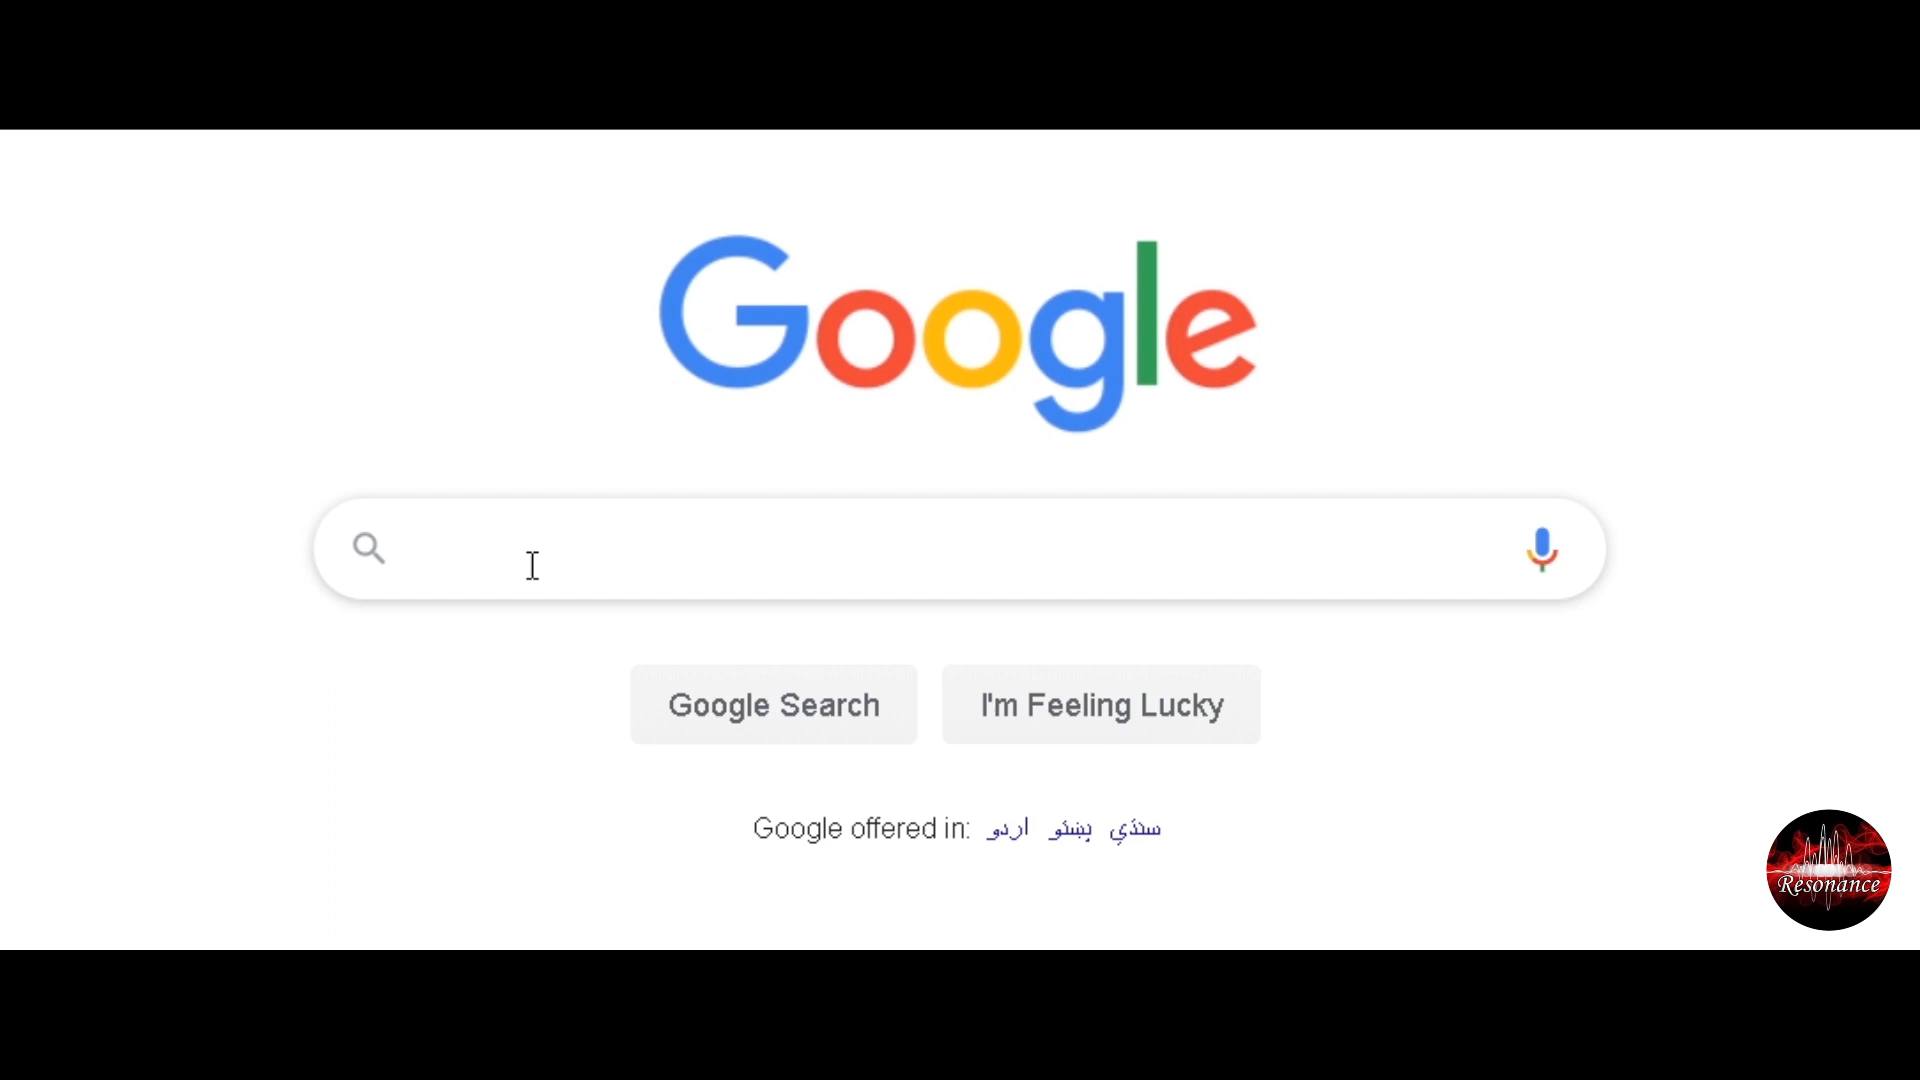 Google
Google Search
I'm Feeling Lucky
Google offered in: اردو پښتو سنڌي
Resonance